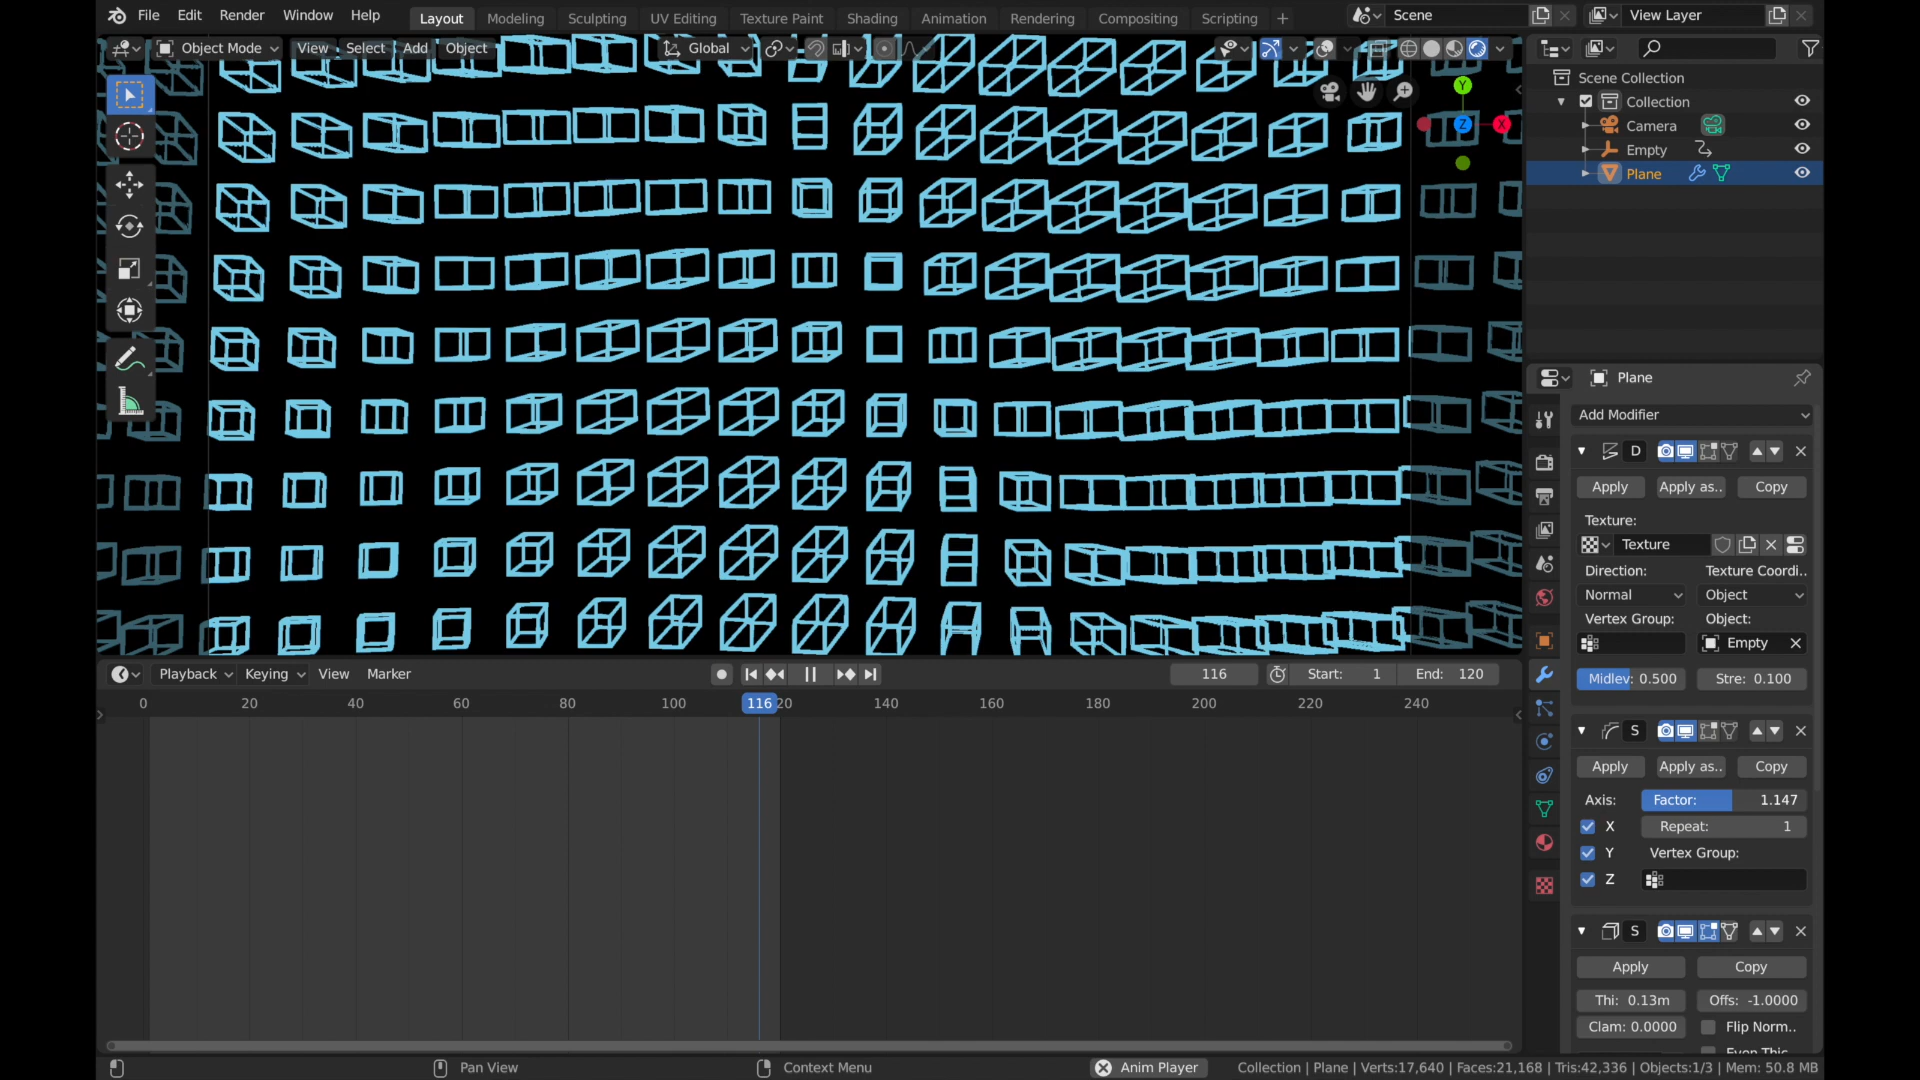 File Edit Render Window Help Layout Modeling Sculpting UV Editing Texture Paint Shading Animation Rendering Compositing Scripting + Scene View Layer
Object Mode View Select Add Object Global
Y
Z X
Scene Collection
Collection
Camera
Empty
Plane
Plane
Add Modifier
D
Apply Apply as.. Copy
Texture:
Texture
Direction: Texture Coordi..
Normal Object
Vertex Group: Object:
Empty
Midlev: 0.500 Stre: 0.100
S
Apply Apply as.. Copy
Axis: Factor: 1.147
X Repeat: 1
Y Vertex Group:
Z
S
Apply Copy
Thi: 0.13m Offs: -1.0000
Clam: 0.0000 Flip Norm..
Even Thic
Playback Keying View Marker 116 Start: 1 End: 120
0 20 40 60 80 100 116 20 140 160 180 200 220 240
Pan View Context Menu Anim Player Collection | Plane | Verts:17,640 | Faces:21,168 | Tris:42,336 | Objects:1/3 | Mem: 50.8 MB